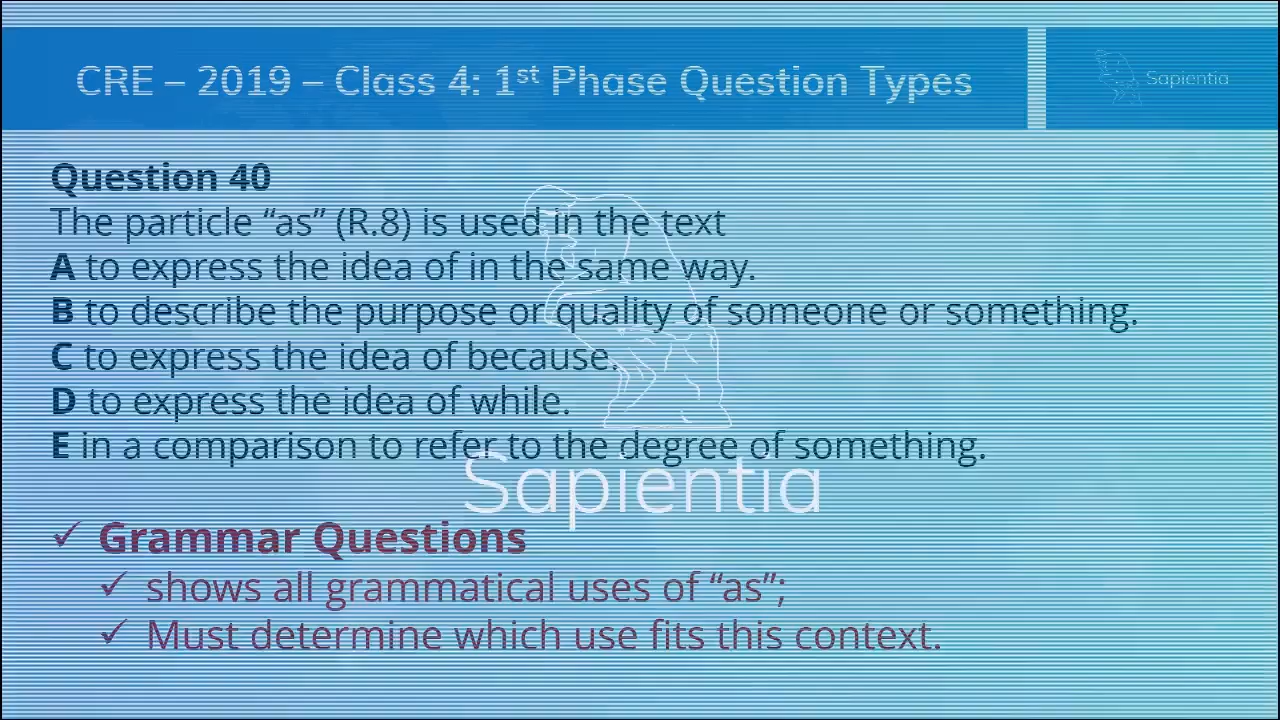 CRE – 2019 – Class 4: 1st Phase Question Types
Sapientia
Question 40
The particle “as” (R.8) is used in the text
A to express the idea of in the same way.
B to describe the purpose or quality of someone or something.
C to express the idea of because.
D to express the idea of while.
E in a comparison to refer to the degree of something.
Sapientia
✓ Grammar Questions
✓ shows all grammatical uses of “as”;
✓ Must determine which use fits this context.